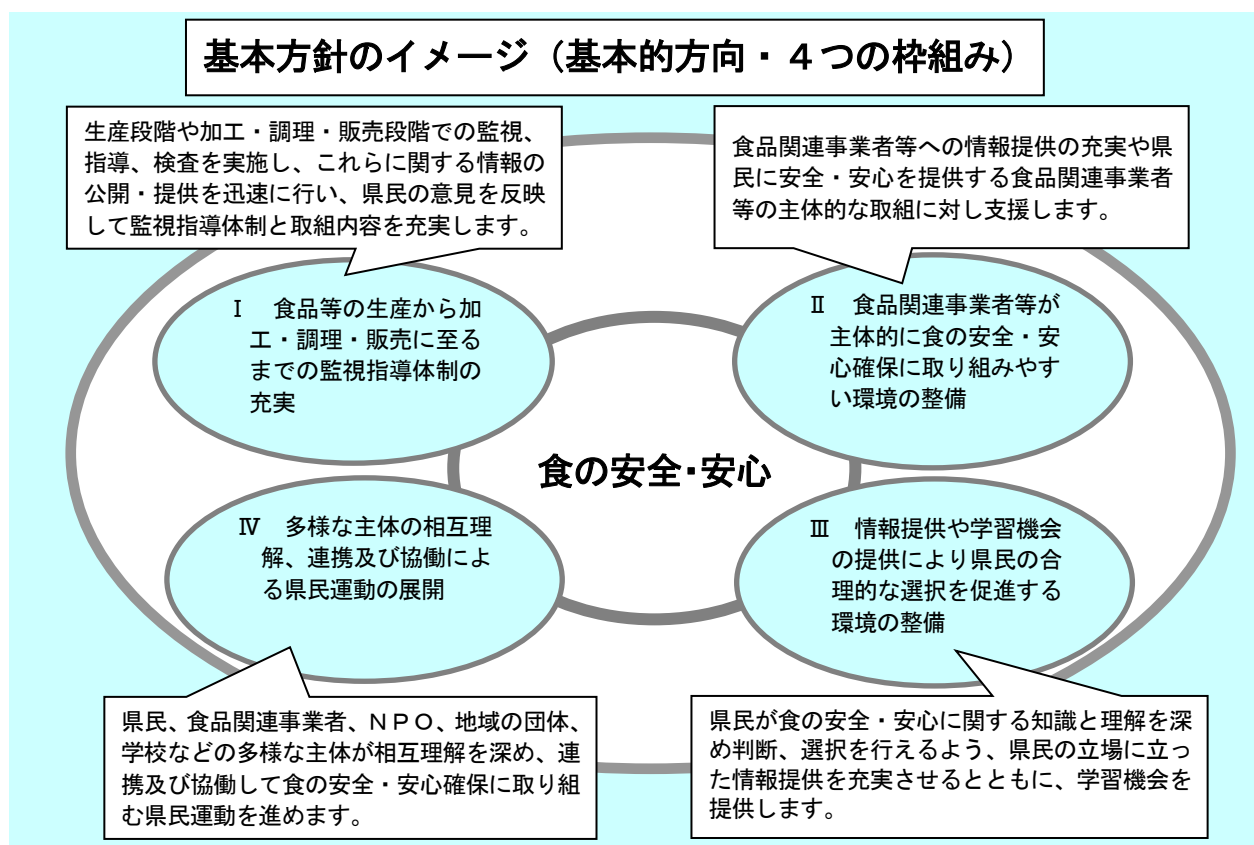 基本方針のイメージ（基本的方向・４つの枠組み）
生産段階や加工・調理・販売段階での監視、
指導、検査を実施し、これらに関する情報の
公開・提供を迅速に行い、県民の意見を反映
して監視指導体制と取組内容を充実します。
食品関連事業者等への情報提供の充実や県
民に安全・安心を提供する食品関連事業者
等の主体的な取組に対し支援します。
Ⅰ　食品等の生産から加
工・調理・販売に至る
までの監視指導体制の
充実
Ⅱ　食品関連事業者等が
主体的に食の安全・安
心確保に取り組みやす
い環境の整備
食の安全・安心
Ⅳ　多様な主体の相互理
解、連携及び協働によ
る県民運動の展開
Ⅲ　情報提供や学習機会
の提供により県民の合
理的な選択を促進する
環境の整備
県民、食品関連事業者、ＮＰＯ、地域の団体、
学校などの多様な主体が相互理解を深め、連
携及び協働して食の安全・安心確保に取り組
む県民運動を進めます。
県民が食の安全・安心に関する知識と理解を深
め判断、選択を行えるよう、県民の立場に立っ
た情報提供を充実させるとともに、学習機会を
提供します。